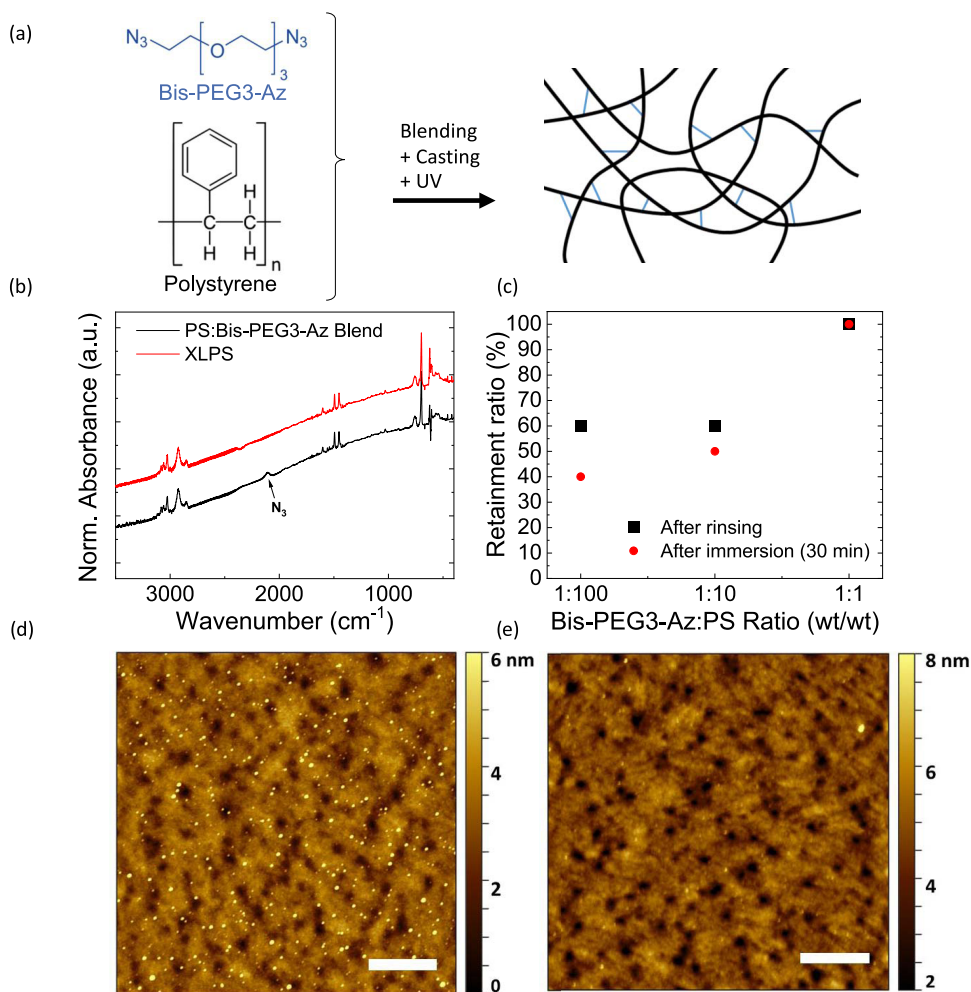 (a)
N3
O
3
N3
Bis-PEG3-Az
H
C
C
H
H
n
Polystyrene
Blending
+ Casting
+ UV
(b)
Norm. Absorbance (a.u.)
PS:Bis-PEG3-Az Blend
XLPS
N3
3000
2000
1000
Wavenumber (cm⁻¹)
(c)
Retainment ratio (%)
100
90
80
70
60
50
40
30
20
10
0
After rinsing
After immersion (30 min)
1:100
1:10
1:1
Bis-PEG3-Az:PS Ratio (wt/wt)
(d)
6 nm
4
2
0
(e)
8 nm
6
4
2